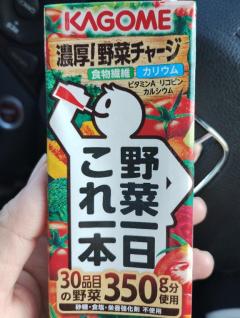 KAGOME
濃厚!野菜チャージ
食物繊維 カリウム
ビタミンA リコピン
カルシウム
野菜一日
これ一本
30品目の野菜350g分使用
砂糖・食塩・栄養強化剤 不使用